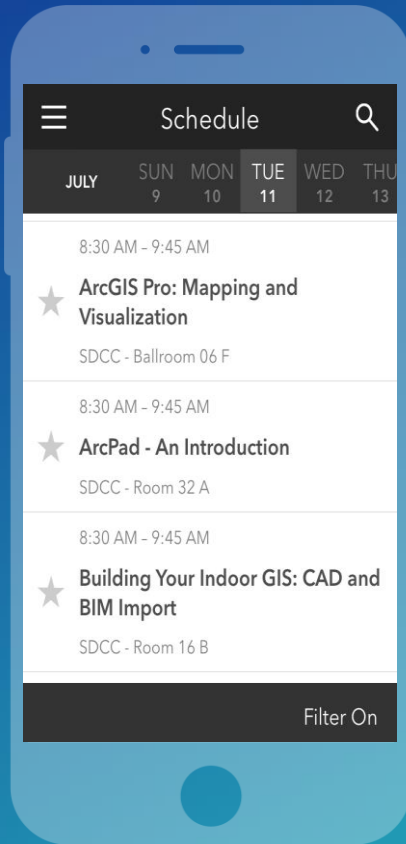 Schedule
JULY
SUN MON TUE WED THU
9 10 11 12 13
8:30 AM – 9:45 AM
ArcGIS Pro: Mapping and
Visualization
SDCC - Ballroom 06 F
8:30 AM – 9:45 AM
ArcPad - An Introduction
SDCC - Room 32 A
8:30 AM – 9:45 AM
Building Your Indoor GIS: CAD and
BIM Import
SDCC - Room 16 B
Filter On